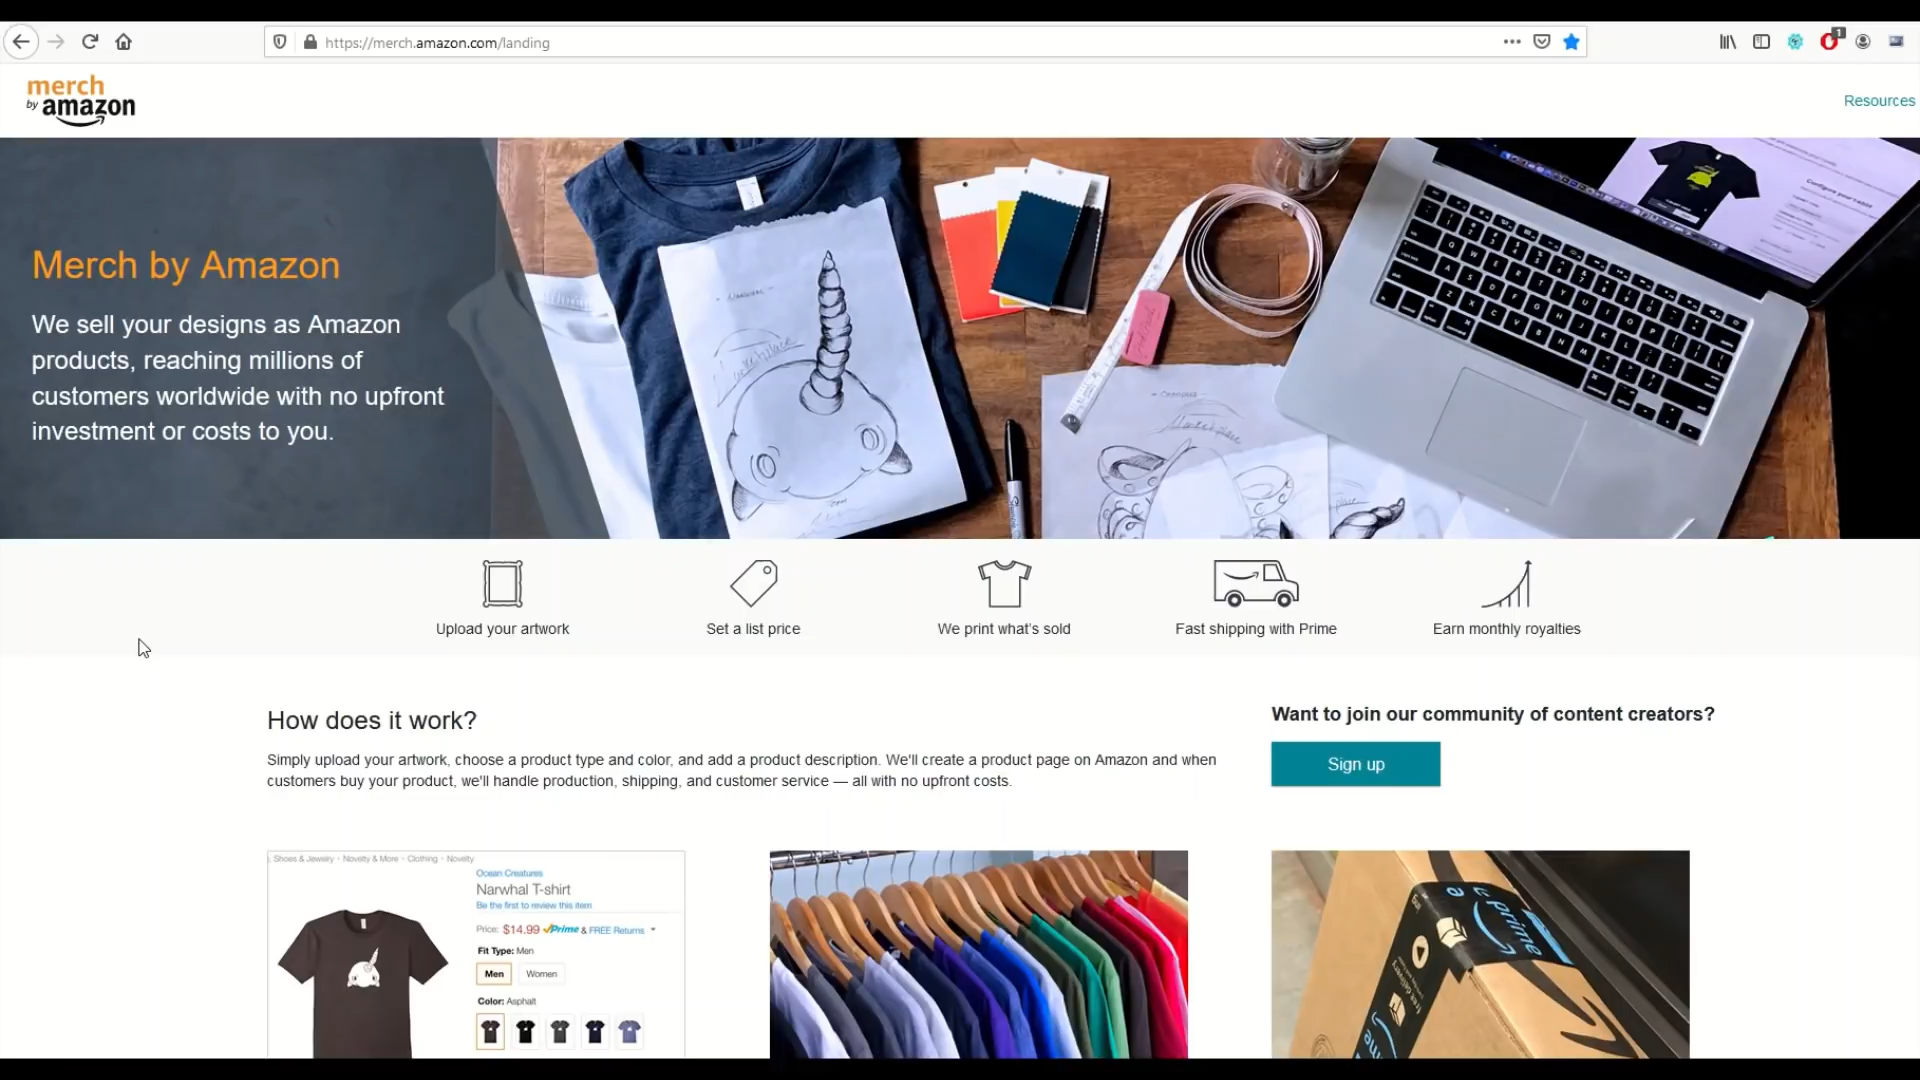 https://merch.amazon.com/landing
1
merch
by amazon
Resources
Merch by Amazon
We sell your designs as Amazon
products, reaching millions of
customers worldwide with no upfront
investment or costs to you.
Upload your artwork
Set a list price
We print what's sold
Fast shipping with Prime
Earn monthly royalties
How does it work?
Simply upload your artwork, choose a product type and color, and add a product description. We'll create a product page on Amazon and when
customers buy your product, we'll handle production, shipping, and customer service — all with no upfront costs.
Want to join our community of content creators?
Sign up
Shoes & Jewelry › Novelty & More › Clothing › Novelty
Ocean Creatures
Narwhal T-shirt
Be the first to review this item
Price: $14.99 Prime & FREE Returns
Fit Type: Men
Men
Women
Color: Asphalt
prime
free delivery